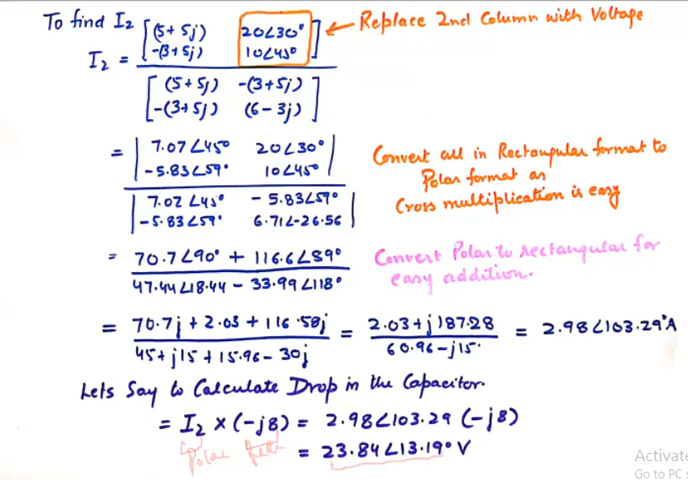 To find I₂ [(5+5j) 20∠30°] ← Replace 2nd Column with Voltage
-(3+5j) 10∠45°
I₂ =
[(5+5j) -(3+5j)]
[-(3+5j) (6-3j)]
= |7.07∠45° 20∠30°|
|-5.83∠59° 10∠45°|
|7.07∠45° -5.83∠59°|
|-5.83∠59° 6.71∠-26.56|
Convert all in Rectangular format to
Polar format as
Cross multiplication is easy
= 70.7∠90° + 116.6∠89°
47.44∠18.44 - 33.99∠118°
Convert Polar to rectangular for
easy addition.
= 70.7j + 2.03 + 116.58j = 2.03+j187.28 = 2.98∠103.29°A
45+j15+15.96-30j 60.96-j15
Lets Say to Calculate Drop in the Capacitor.
= I₂ × (-j8) = 2.98∠103.29 (-j8)
Polar
= 23.84∠13.19° V
Activate
Go to PC s